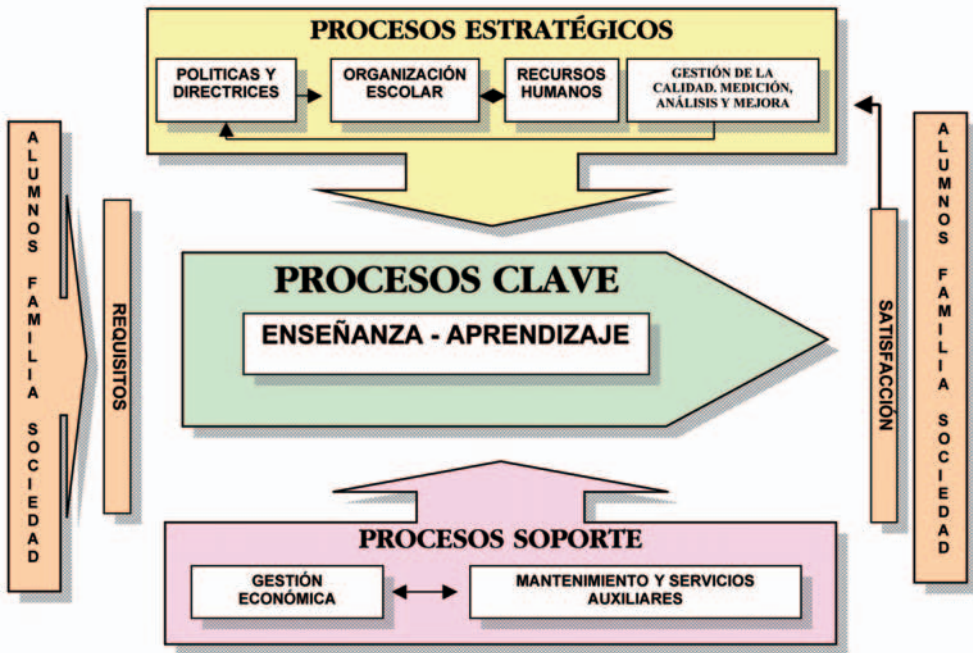 PROCESOS ESTRATÉGICOS
POLITICAS Y
DIRECTRICES
ORGANIZACIÓN
ESCOLAR
RECURSOS
HUMANOS
GESTIÓN DE LA
CALIDAD. MEDICIÓN,
ANÁLISIS Y MEJORA
ALUMNOS FAMILIA SOCIEDAD
REQUISITOS
PROCESOS CLAVE
ENSEÑANZA - APRENDIZAJE
SATISFACCIÓN
ALUMNOS FAMILIA SOCIEDAD
PROCESOS SOPORTE
GESTIÓN
ECONÓMICA
MANTENIMIENTO Y SERVICIOS
AUXILIARES